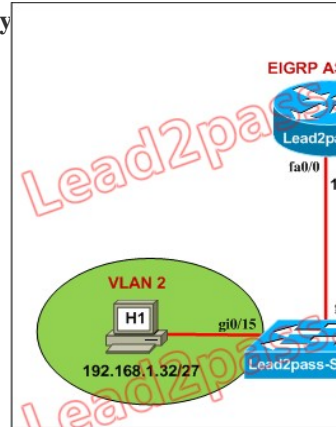 y
EIGRP AS
Lead2pa
fa0/0
1
VLAN 2
H1
gi0/15
192.168.1.32/27
Lead2pass-S
Lead2pass
Lead2pass